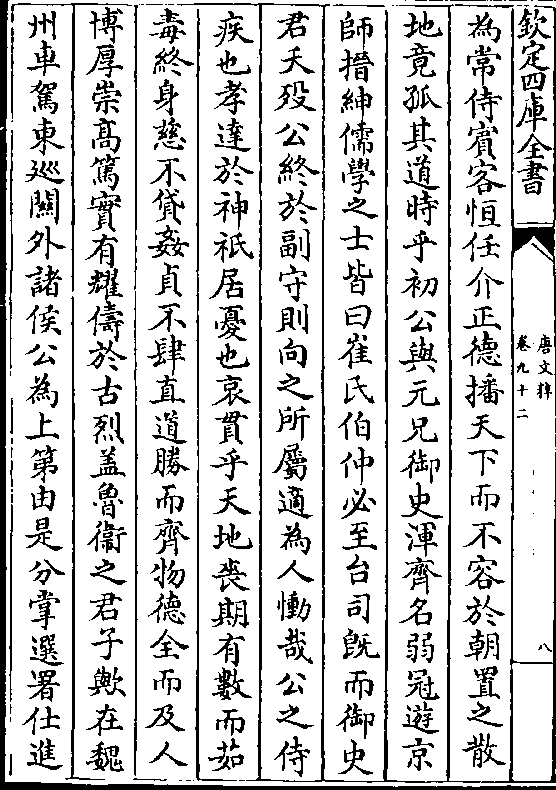 欽定四庫全書
唐文粹
卷九十二
八
為常侍賓客恒任介正德播天下而不容於朝置之散
地竟孤其道時乎初公與元兄御史渾齊名弱冠遊京
師搢紳儒學之士皆曰崔氏伯仲必至台司既而御史
君夭殁公終於副守則向之所屬適為人慟哉公之侍
疾也孝達於神祇居憂也哀貫乎天地喪期有數而茹
毒終身慈不貸姦貞不肆直道勝而齊物德全而及人
博厚崇髙篤實有耀儔於古烈蓋魯衞之君子歟在魏
州車駕東巡關外諸侯公為上第由是分掌選署仕進